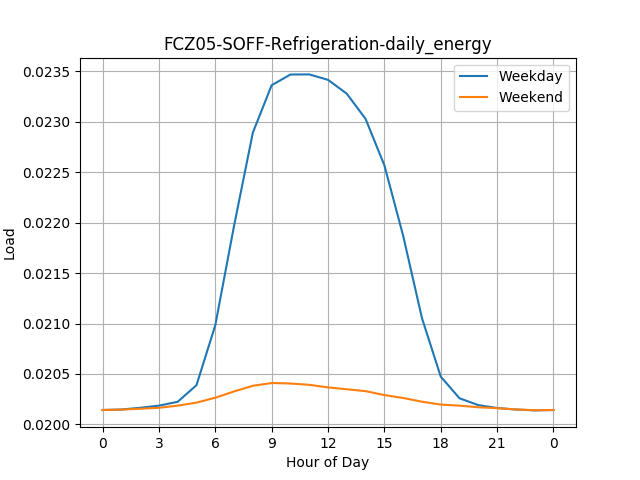 FCZ05-SOFF-Refrigeration-daily_energy
Weekday
Weekend
0.0235
0.0230
0.0225
0.0220
0.0215
0.0210
0.0205
0.0200
Load
0 3 6 9 12 15 18 21 0
Hour of Day